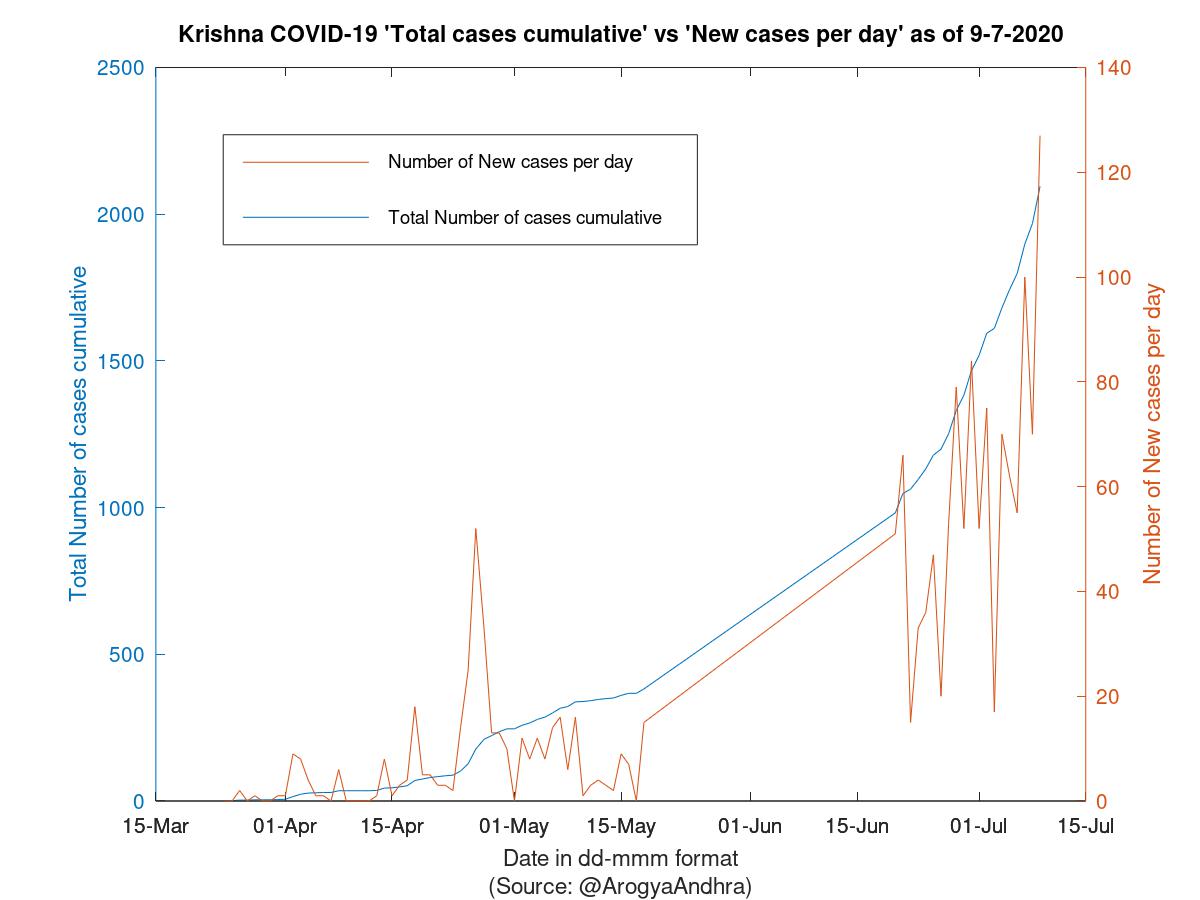 Krishna COVID-19 'Total cases cumulative' vs 'New cases per day' as of 9-7-2020
2500
2000
1500
1000
500
0
Total Number of cases cumulative
Number of New cases per day
Total Number of cases cumulative
140
120
100
80
60
40
20
0
Number of New cases per day
15-Mar 01-Apr 15-Apr 01-May 15-May 01-Jun 15-Jun 01-Jul 15-Jul
Date in dd-mmm format
(Source: @ArogyaAndhra)